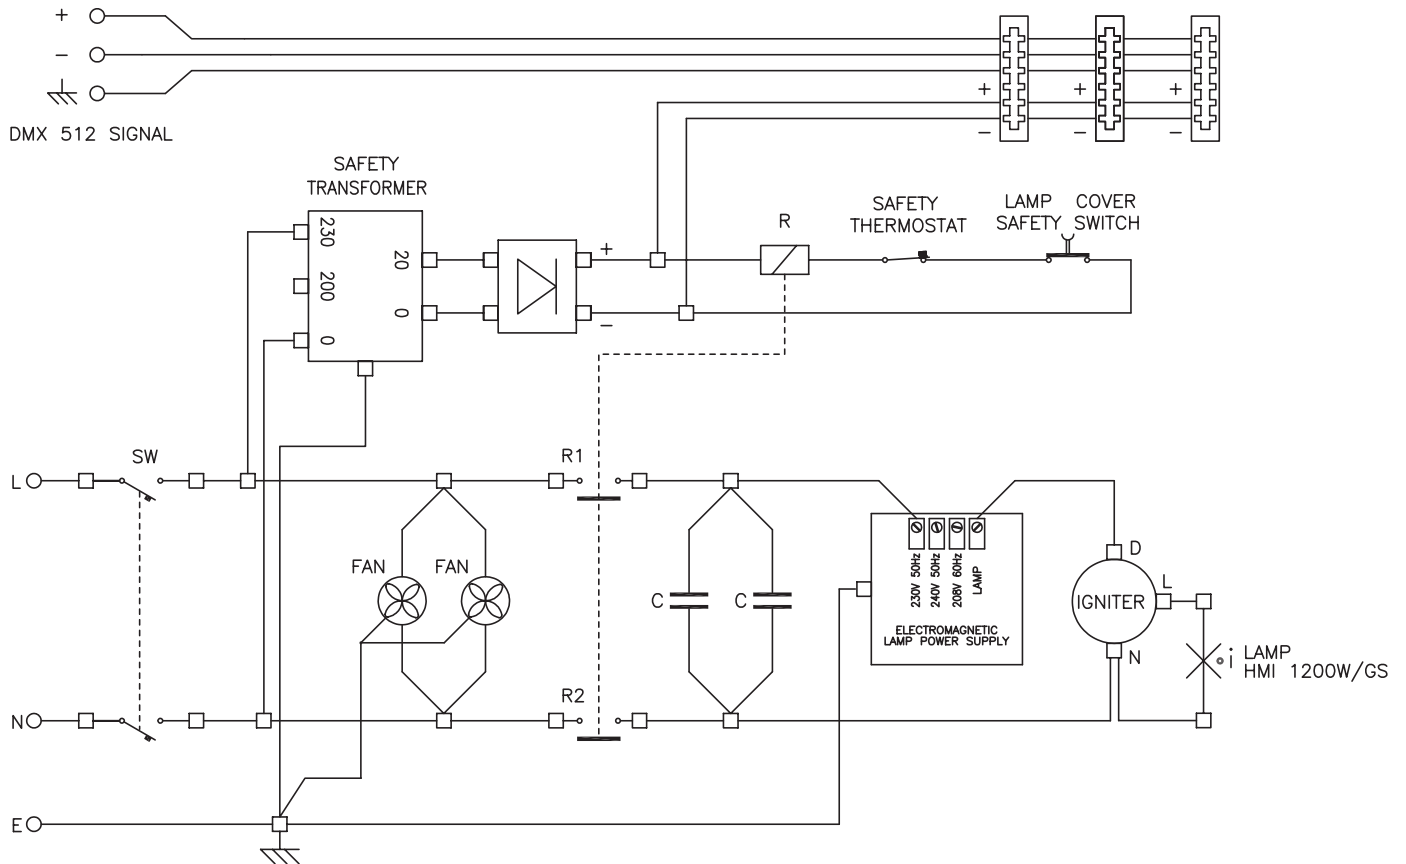 +
−
DMX 512 SIGNAL
+
−
+
−
+
−
SAFETY
TRANSFORMER
230
200
0
20
0
+
−
R
SAFETY
THERMOSTAT
LAMP COVER
SAFETY SWITCH
L
SW
R1
FAN
FAN
C
C
230V 50Hz
240V 50Hz
208V 60Hz
LAMP
ELECTROMAGNETIC
LAMP POWER SUPPLY
D
L
IGNITER
N
i LAMP
HMI 1200W/GS
R2
N
E